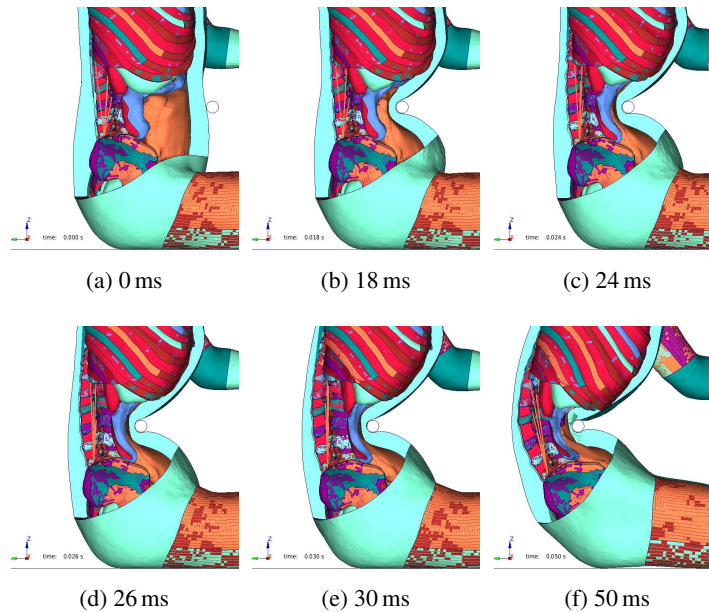 Z
time: 0.000 s
Z
time: 0.018 s
Z
time: 0.024 s
(a) 0 ms
(b) 18 ms
(c) 24 ms
Z
time: 0.026 s
Z
time: 0.030 s
Z
time: 0.050 s
(d) 26 ms
(e) 30 ms
(f) 50 ms